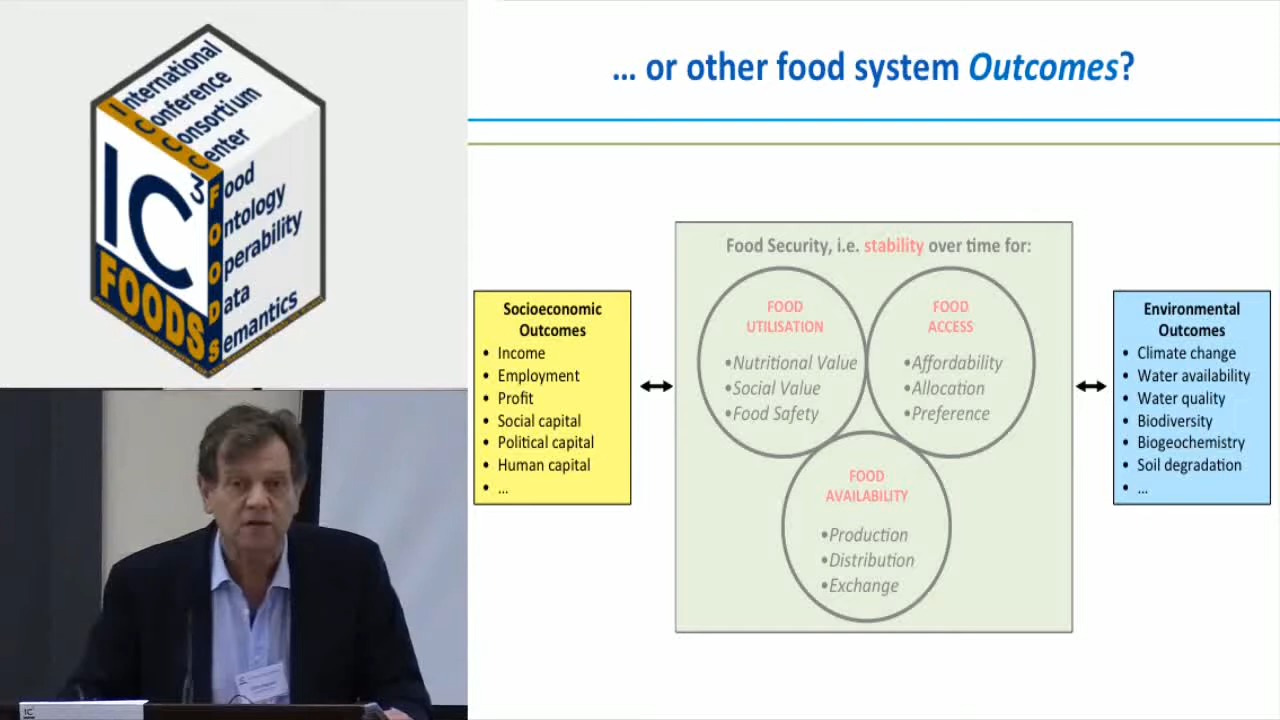 International
Conference
Consortium
Center
IC3
FOODS
Food
Ontology
Operability
Data
Semantics
... or other food system Outcomes?
Food Security, i.e. stability over time for:
Socioeconomic
Outcomes
• Income
• Employment
• Profit
• Social capital
• Political capital
• Human capital
• ...
FOOD
UTILISATION
•Nutritional Value
•Social Value
•Food Safety
FOOD
ACCESS
•Affordability
•Allocation
•Preference
FOOD
AVAILABILITY
•Production
•Distribution
•Exchange
Environmental
Outcomes
• Climate change
• Water availability
• Water quality
• Biodiversity
• Biogeochemistry
• Soil degradation
• ...